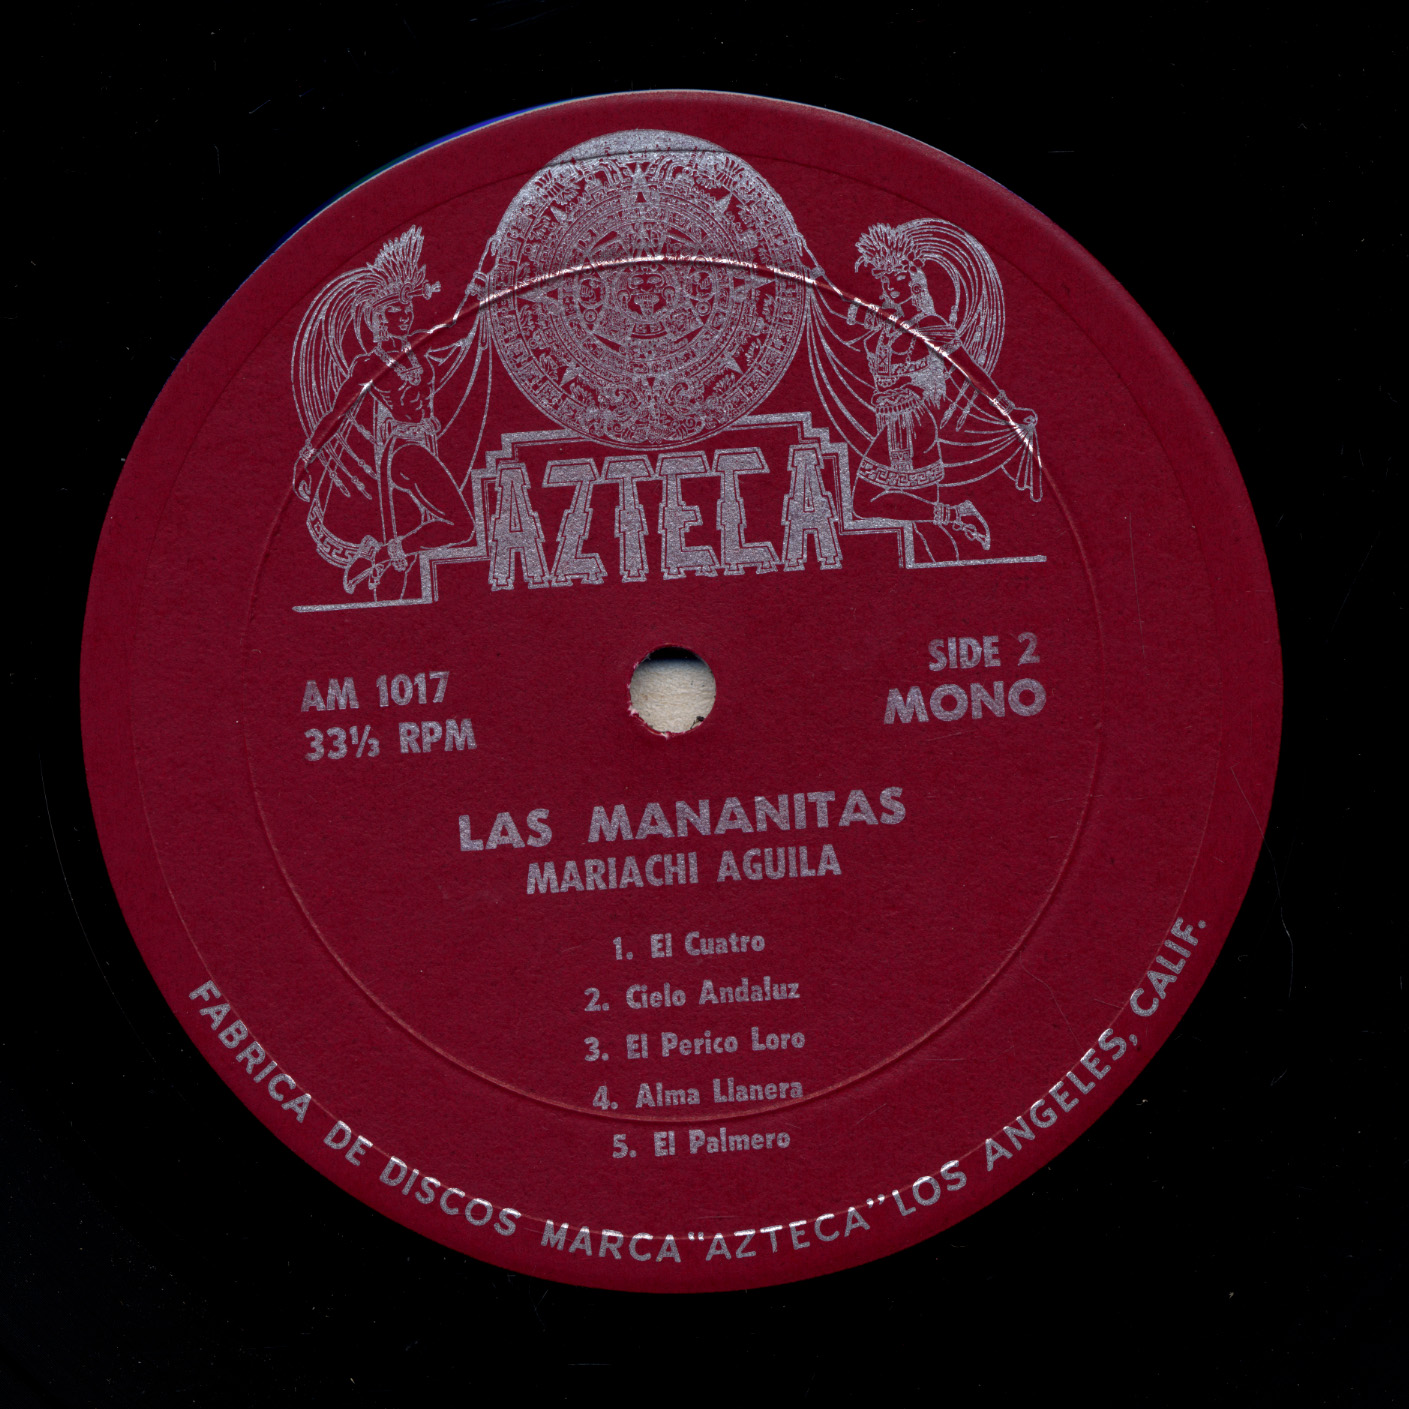 AZTECA
AM 1017
33⅓ RPM
SIDE 2
MONO
LAS MANANITAS
MARIACHI AGUILA
1. El Cuatro
2. Cielo Andaluz
3. El Perico Loro
4. Alma Llanera
5. El Palmero
FABRICA DE DISCOS MARCA "AZTECA" LOS ANGELES, CALIF.